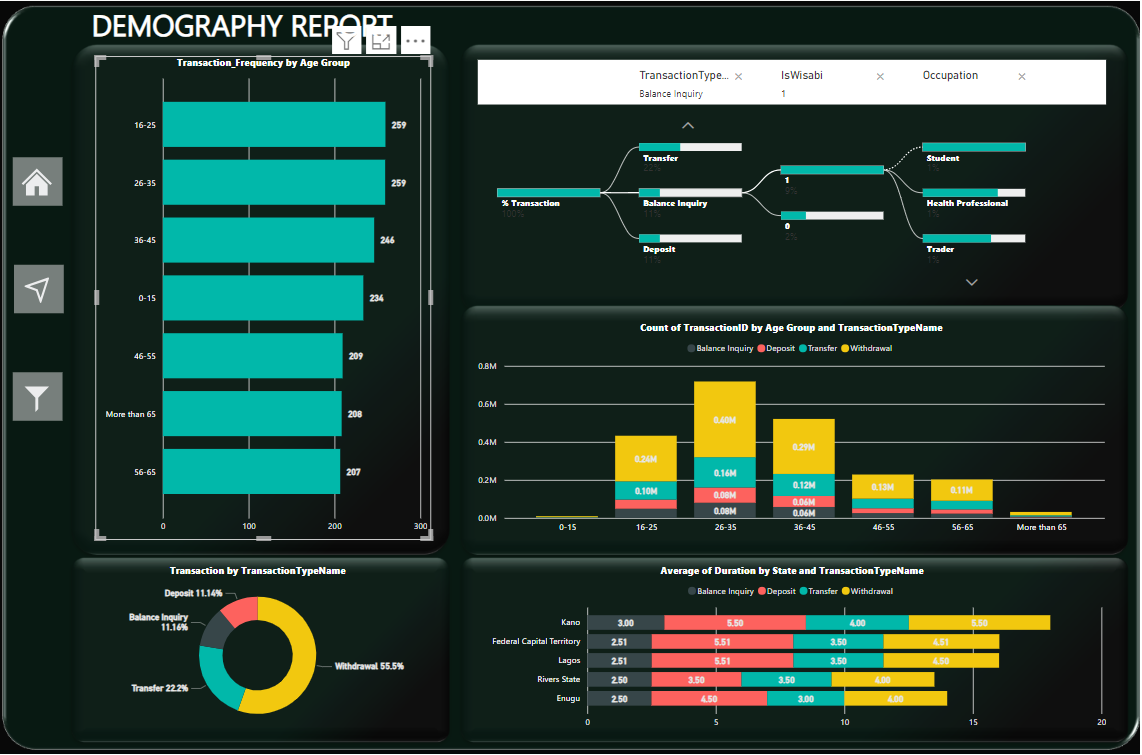 DEMOGRAPHY REPORT
Transaction_Frequency by Age Group
16-25
259
26-35
259
36-45
246
0-15
234
46-55
209
More than 65
208
56-65
207
0
100
200
300
TransactionType...
IsWisabi
Occupation
Balance Inquiry
1
% Transaction
100%
Transfer
22%
Balance Inquiry
11%
Deposit
11%
1
9%
0
2%
Student
1%
Health Professional
1%
Trader
1%
Count of TransactionID by Age Group and TransactionTypeName
Balance Inquiry Deposit Transfer Withdrawal
0.8M
0.6M
0.4M
0.2M
0.0M
0.24M
0.10M
0.40M
0.16M
0.08M
0.08M
0.29M
0.12M
0.06M
0.06M
0.13M
0.11M
0-15
16-25
26-35
36-45
46-55
56-65
More than 65
Transaction by TransactionTypeName
Deposit 11.14%
Balance Inquiry
11.16%
Transfer 22.2%
Withdrawal 55.5%
Average of Duration by State and TransactionTypeName
Balance Inquiry Deposit Transfer Withdrawal
Kano 3.00 5.50 4.00 5.50
Federal Capital Territory 2.51 5.51 3.50 4.51
Lagos 2.51 5.51 3.50 4.50
Rivers State 2.50 3.50 3.50 4.00
Enugu 2.50 4.50 3.00 4.00
0 5 10 15 20